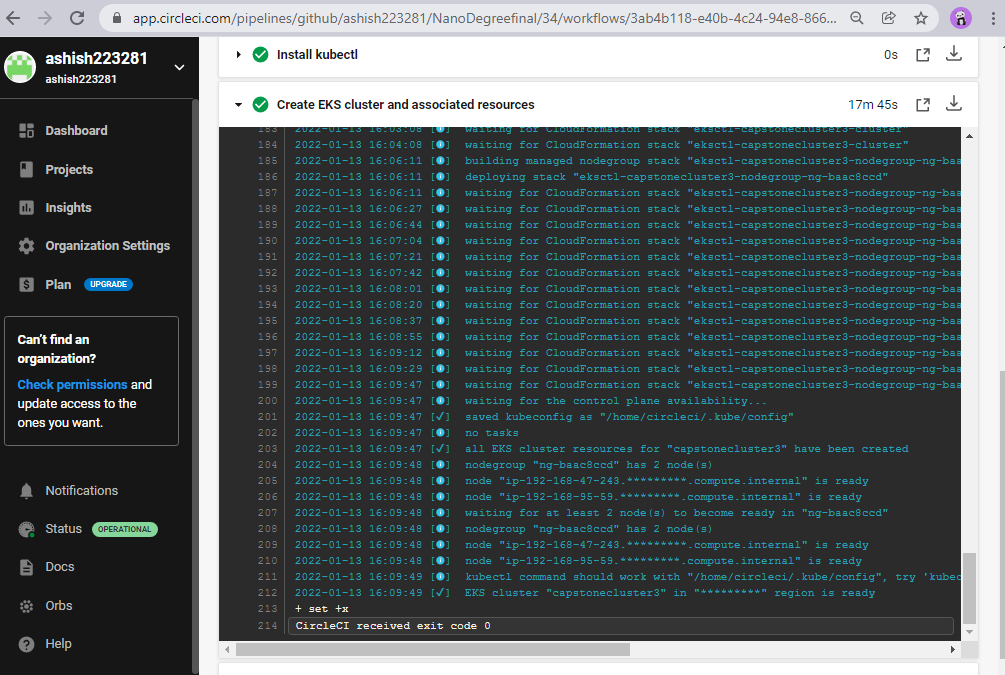 app.circleci.com/pipelines/github/ashish223281/NanoDegreefinal/34/workflows/3ab4b118-e40b-4c24-94e8-866...
ashish223281
ashish223281
Dashboard
Projects
Insights
Organization Settings
Plan UPGRADE
Can't find an
organization?
Check permissions and
update access to the
ones you want.
Notifications
Status OPERATIONAL
Docs
Orbs
Help
Install kubectl 0s
Create EKS cluster and associated resources 17m 45s
183 2022-01-13 16:03:08 [ℹ] waiting for CloudFormation stack "eksctl-capstonecluster3-cluster"
184 2022-01-13 16:04:08 [ℹ] waiting for CloudFormation stack "eksctl-capstonecluster3-cluster"
185 2022-01-13 16:06:11 [ℹ] building managed nodegroup stack "eksctl-capstonecluster3-nodegroup-ng-baa
186 2022-01-13 16:06:11 [ℹ] deploying stack "eksctl-capstonecluster3-nodegroup-ng-baac8ccd"
187 2022-01-13 16:06:11 [ℹ] waiting for CloudFormation stack "eksctl-capstonecluster3-nodegroup-ng-baa
188 2022-01-13 16:06:27 [ℹ] waiting for CloudFormation stack "eksctl-capstonecluster3-nodegroup-ng-baa
189 2022-01-13 16:06:44 [ℹ] waiting for CloudFormation stack "eksctl-capstonecluster3-nodegroup-ng-baa
190 2022-01-13 16:07:04 [ℹ] waiting for CloudFormation stack "eksctl-capstonecluster3-nodegroup-ng-baa
191 2022-01-13 16:07:21 [ℹ] waiting for CloudFormation stack "eksctl-capstonecluster3-nodegroup-ng-baa
192 2022-01-13 16:07:42 [ℹ] waiting for CloudFormation stack "eksctl-capstonecluster3-nodegroup-ng-baa
193 2022-01-13 16:08:01 [ℹ] waiting for CloudFormation stack "eksctl-capstonecluster3-nodegroup-ng-baa
194 2022-01-13 16:08:20 [ℹ] waiting for CloudFormation stack "eksctl-capstonecluster3-nodegroup-ng-baa
195 2022-01-13 16:08:37 [ℹ] waiting for CloudFormation stack "eksctl-capstonecluster3-nodegroup-ng-baa
196 2022-01-13 16:08:55 [ℹ] waiting for CloudFormation stack "eksctl-capstonecluster3-nodegroup-ng-baa
197 2022-01-13 16:09:12 [ℹ] waiting for CloudFormation stack "eksctl-capstonecluster3-nodegroup-ng-baa
198 2022-01-13 16:09:29 [ℹ] waiting for CloudFormation stack "eksctl-capstonecluster3-nodegroup-ng-baa
199 2022-01-13 16:09:47 [ℹ] waiting for CloudFormation stack "eksctl-capstonecluster3-nodegroup-ng-baa
200 2022-01-13 16:09:47 [ℹ] waiting for the control plane availability...
201 2022-01-13 16:09:47 [✓] saved kubeconfig as "/home/circleci/.kube/config"
202 2022-01-13 16:09:47 [ℹ] no tasks
203 2022-01-13 16:09:47 [✓] all EKS cluster resources for "capstonecluster3" have been created
204 2022-01-13 16:09:48 [ℹ] nodegroup "ng-baac8ccd" has 2 node(s)
205 2022-01-13 16:09:48 [ℹ] node "ip-192-168-47-243.*********.compute.internal" is ready
206 2022-01-13 16:09:48 [ℹ] node "ip-192-168-95-59.*********.compute.internal" is ready
207 2022-01-13 16:09:48 [ℹ] waiting for at least 2 node(s) to become ready in "ng-baac8ccd"
208 2022-01-13 16:09:48 [ℹ] nodegroup "ng-baac8ccd" has 2 node(s)
209 2022-01-13 16:09:48 [ℹ] node "ip-192-168-47-243.*********.compute.internal" is ready
210 2022-01-13 16:09:48 [ℹ] node "ip-192-168-95-59.*********.compute.internal" is ready
211 2022-01-13 16:09:49 [ℹ] kubectl command should work with "/home/circleci/.kube/config", try 'kubec
212 2022-01-13 16:09:49 [✓] EKS cluster "capstonecluster3" in "*********" region is ready
213 + set +x
214 CircleCI received exit code 0